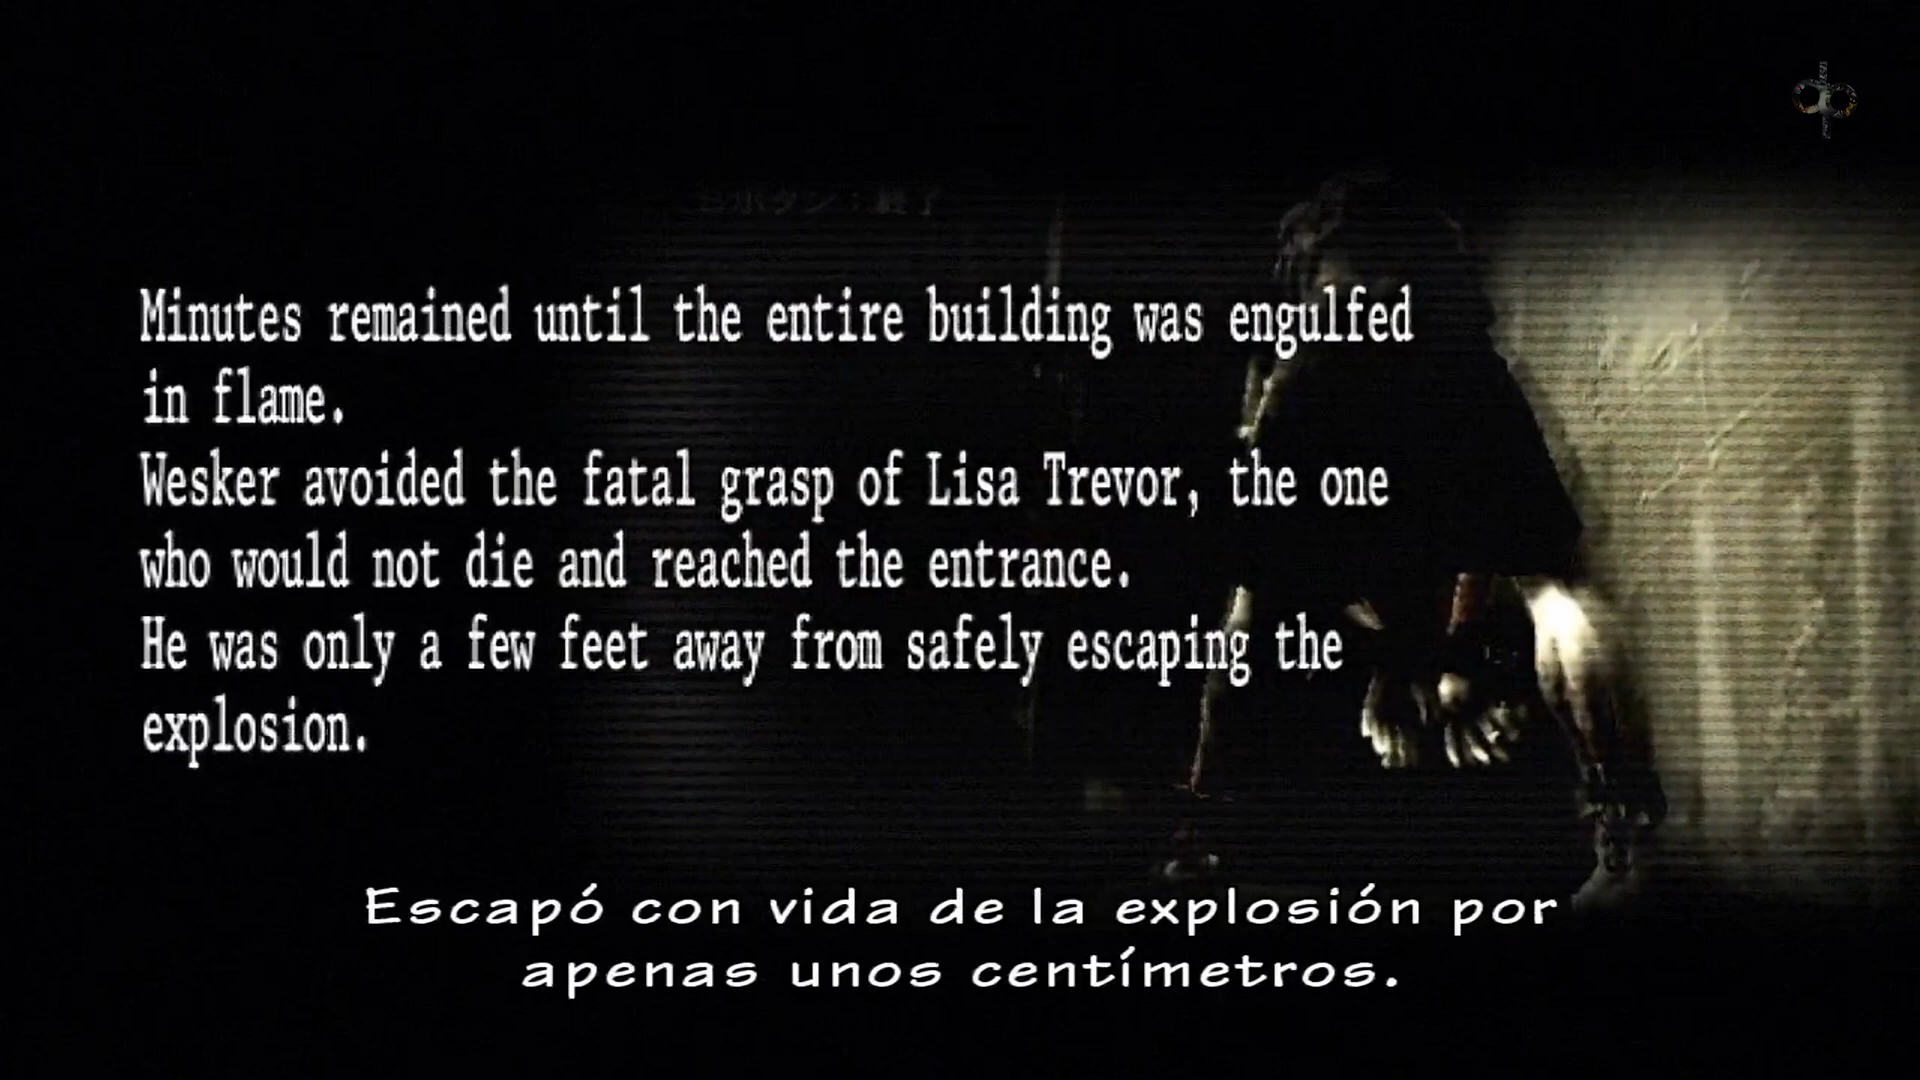 Minutes remained until the entire building was engulfed
in flame.
Wesker avoided the fatal grasp of Lisa Trevor, the one
who would not die and reached the entrance.
He was only a few feet away from safely escaping the
explosion.
Escapó con vida de la explosión por
apenas unos centímetros.